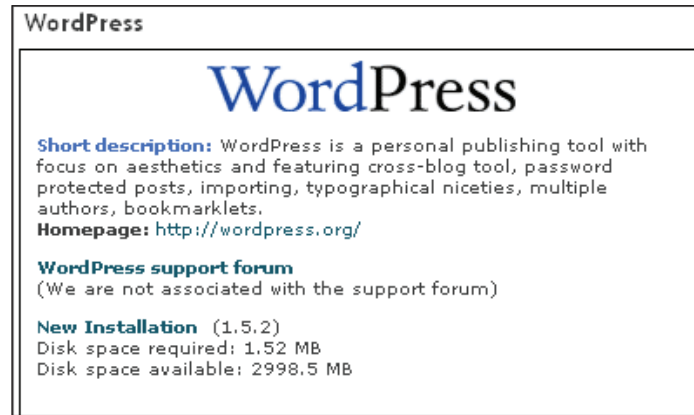 WordPress
WordPress
Short description: WordPress is a personal publishing tool with
focus on aesthetics and featuring cross-blog tool, password
protected posts, importing, typographical niceties, multiple
authors, bookmarklets.
Homepage: http://wordpress.org/
WordPress support forum
(We are not associated with the support forum)
New Installation (1.5.2)
Disk space required: 1.52 MB
Disk space available: 2998.5 MB